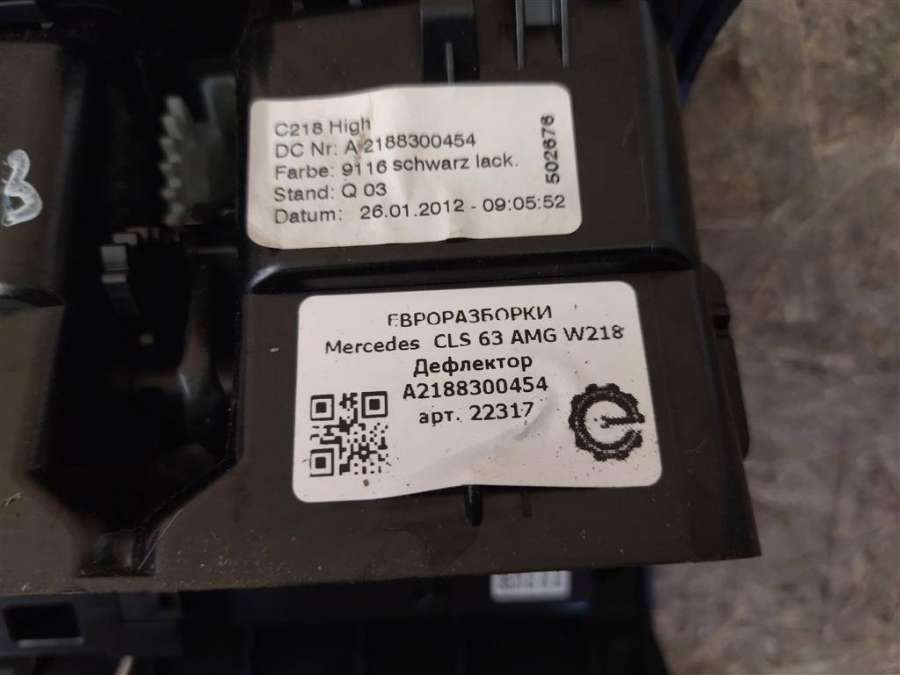 C218 High
DC Nr: A 2188300454
Farbe: 9116 schwarz lack.
Stand: Q 03
Datum: 26.01.2012 - 09:05:52
502676
ЕВРОРАЗБОРКИ
Mercedes CLS 63 AMG W218
Дефлектор
A2188300454
арт. 22317